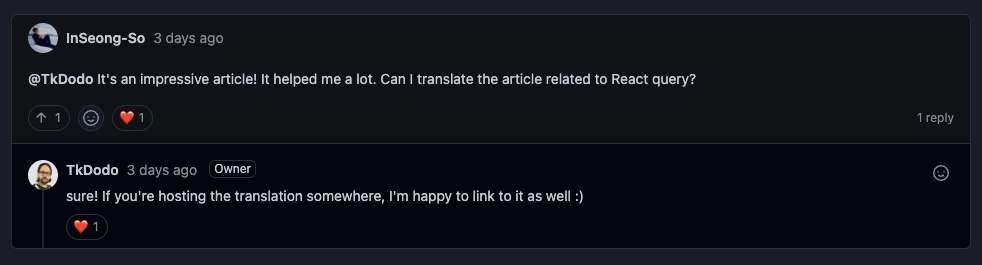 InSeong-So 3 days ago
@TkDodo It's an impressive article! It helped me a lot. Can I translate the article related to React query?
1 1 1 reply
TkDodo 3 days ago Owner
sure! If you're hosting the translation somewhere, I'm happy to link to it as well :)
1